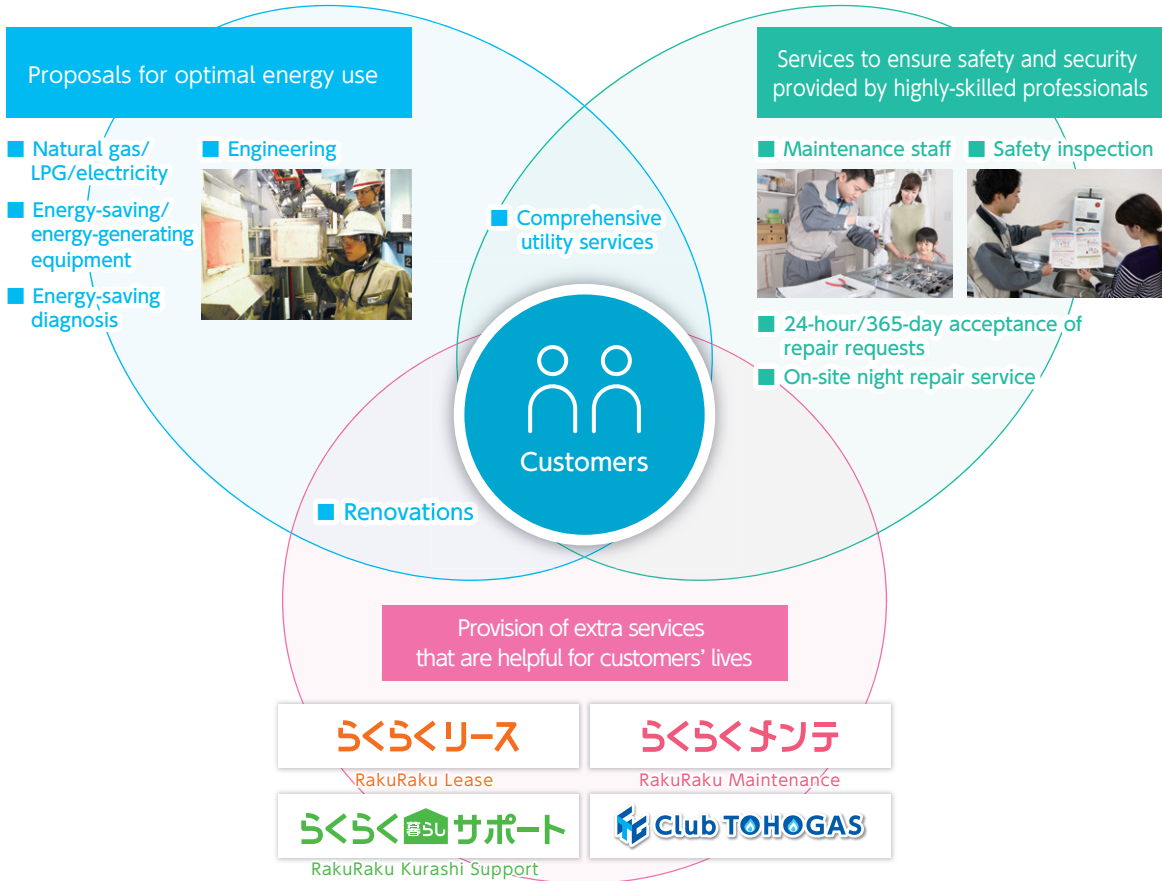 Proposals for optimal energy use
Services to ensure safety and security
provided by highly-skilled professionals
■ Natural gas/
LPG/electricity
■ Energy-saving/
energy-generating
equipment
■ Energy-saving
diagnosis
■ Engineering
■ Comprehensive
utility services
■ Maintenance staff
■ Safety inspection
■ 24-hour/365-day acceptance of
repair requests
■ On-site night repair service
Customers
■ Renovations
Provision of extra services
that are helpful for customers’ lives
らくらくリース
RakuRaku Lease
らくらくメンテ
RakuRaku Maintenance
らくらく暮らしサポート
RakuRaku Kurashi Support
Club TOHOGAS